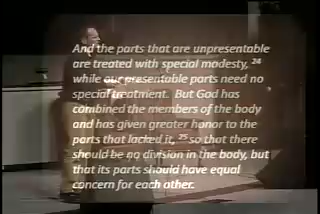 And the parts that are unpresentable
are treated with special modesty, 24
while our presentable parts need no
special treatment. But God has
combined the members of the body
and has given greater honor to the
parts that lacked it, 25 so that there
should be no division in the body, but
that its parts should have equal
concern for each other.